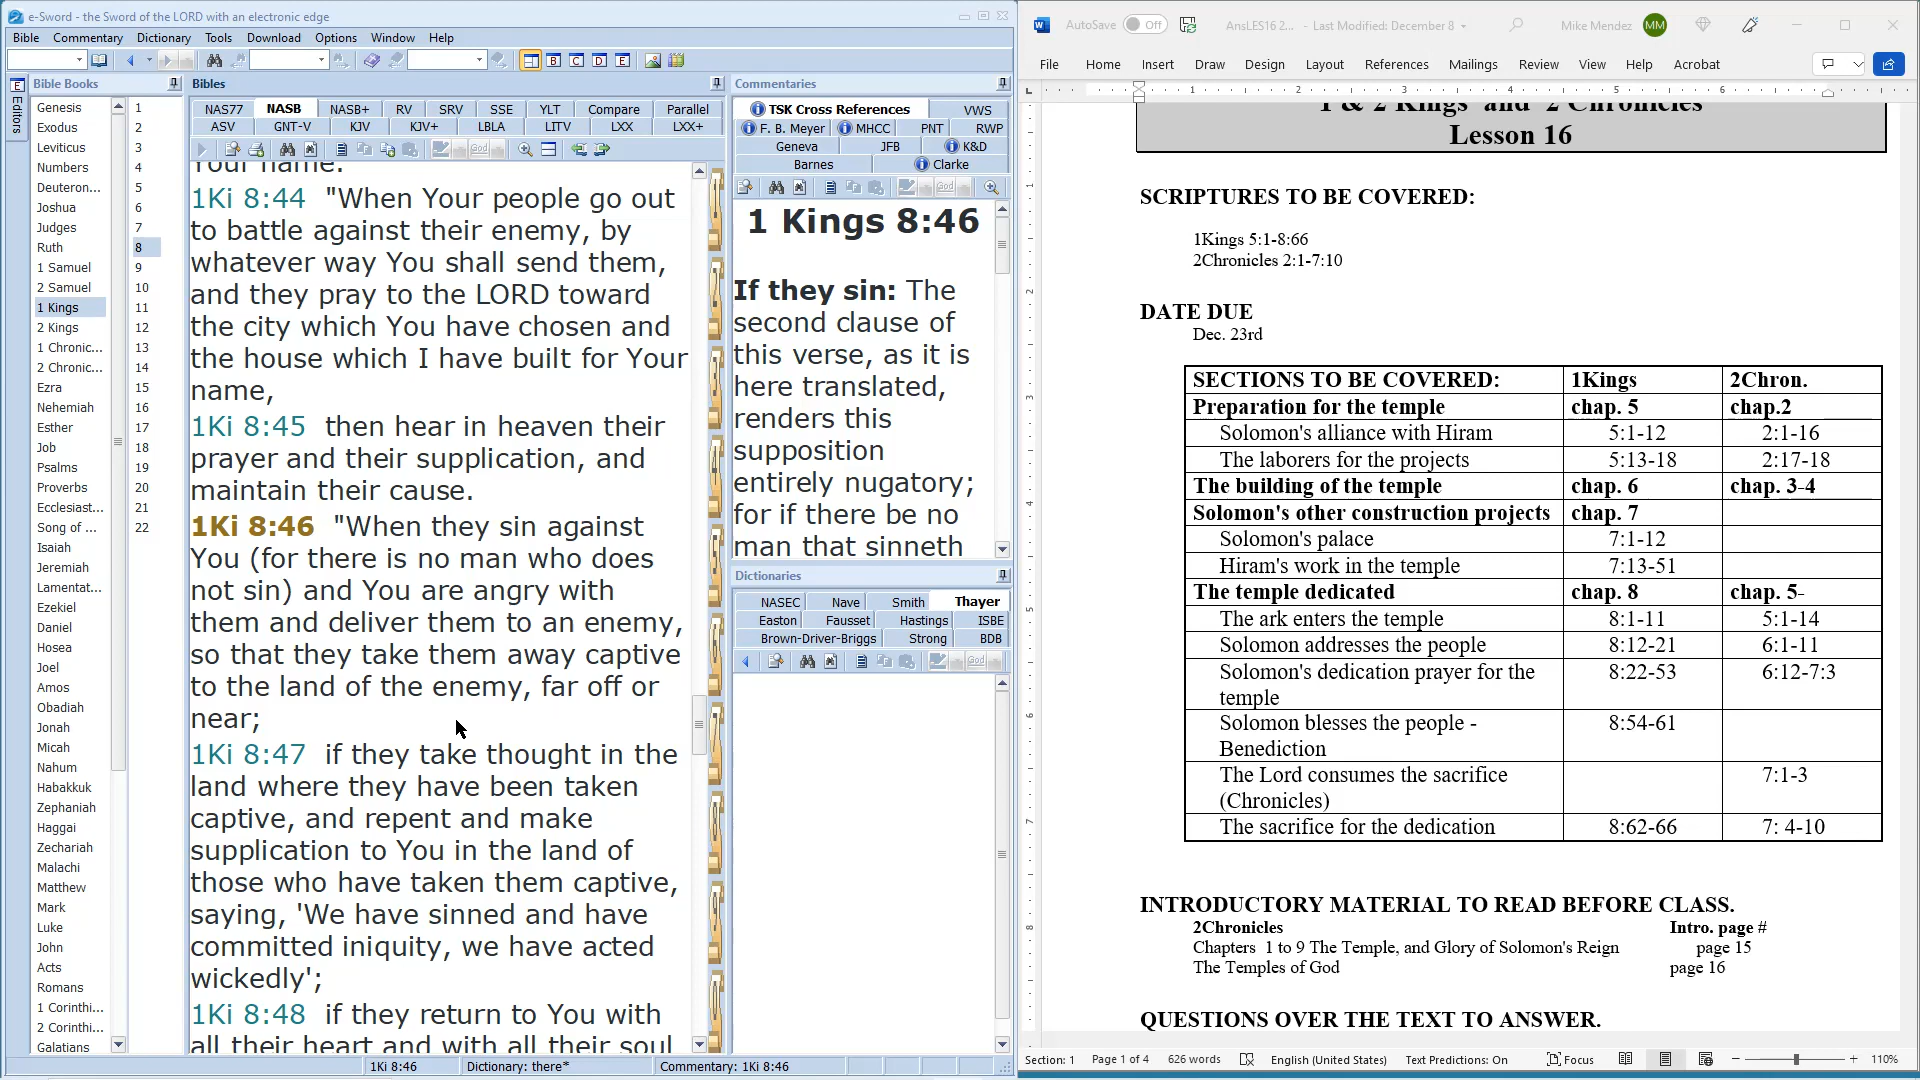 e-Sword - the Sword of the LORD with an electronic edge
Bible Commentary Dictionary Tools Download Options Window Help
B C D E
Editors
Bible Books
Genesis
Exodus
Leviticus
Numbers
Deuteron...
Joshua
Judges
Ruth
1 Samuel
2 Samuel
1 Kings
2 Kings
1 Chronic...
2 Chronic...
Ezra
Nehemiah
Esther
Job
Psalms
Proverbs
Ecclesiast...
Song of ...
Isaiah
Jeremiah
Lamentat...
Ezekiel
Daniel
Hosea
Joel
Amos
Obadiah
Jonah
Micah
Nahum
Habakkuk
Zephaniah
Haggai
Zechariah
Malachi
Matthew
Mark
Luke
John
Acts
Romans
1 Corinthi...
2 Corinthi...
Galatians
1
2
3
4
5
6
7
8
9
10
11
12
13
14
15
16
17
18
19
20
21
22
Bibles
NAS77 NASB NASB+ RV SRV SSE YLT Compare Parallel
ASV GNT-V KJV KJV+ LBLA LITV LXX LXX+
God
Your name.
1Ki 8:44 "When Your people go out
to battle against their enemy, by
whatever way You shall send them,
and they pray to the LORD toward
the city which You have chosen and
the house which I have built for Your
name,
1Ki 8:45 then hear in heaven their
prayer and their supplication, and
maintain their cause.
1Ki 8:46 "When they sin against
You (for there is no man who does
not sin) and You are angry with
them and deliver them to an enemy,
so that they take them away captive
to the land of the enemy, far off or
near;
1Ki 8:47 if they take thought in the
land where they have been taken
captive, and repent and make
supplication to You in the land of
those who have taken them captive,
saying, 'We have sinned and have
committed iniquity, we have acted
wickedly';
1Ki 8:48 if they return to You with
all their heart and with all their soul
Commentaries
TSK Cross References VWS
F. B. Meyer MHCC PNT RWP
Geneva JFB K&D
Barnes Clarke
God
1 Kings 8:46
If they sin: The
second clause of
this verse, as it is
here translated,
renders this
supposition
entirely nugatory;
for if there be no
man that sinneth
Dictionaries
NASEC Nave Smith Thayer
Easton Fausset Hastings ISBE
Brown-Driver-Briggs Strong BDB
God
1Ki 8:46 Dictionary: there* Commentary: 1Ki 8:46
AutoSave Off AnsLES16 2... - Last Modified: December 8 Mike Mendez MM
File Home Insert Draw Design Layout References Mailings Review View Help Acrobat
1 2 3 4 5 6
1 & 2 Kings and 2 Chronicles
Lesson 16
SCRIPTURES TO BE COVERED:
1Kings 5:1-8:66
2Chronicles 2:1-7:10
DATE DUE
Dec. 23rd
SECTIONS TO BE COVERED: 1Kings 2Chron.
Preparation for the temple chap. 5 chap.2
Solomon's alliance with Hiram 5:1-12 2:1-16
The laborers for the projects 5:13-18 2:17-18
The building of the temple chap. 6 chap. 3-4
Solomon's other construction projects chap. 7
Solomon's palace 7:1-12
Hiram's work in the temple 7:13-51
The temple dedicated chap. 8 chap. 5-
The ark enters the temple 8:1-11 5:1-14
Solomon addresses the people 8:12-21 6:1-11
Solomon's dedication prayer for the 8:22-53 6:12-7:3
temple
Solomon blesses the people - 8:54-61
Benediction
The Lord consumes the sacrifice 7:1-3
(Chronicles)
The sacrifice for the dedication 8:62-66 7: 4-10
INTRODUCTORY MATERIAL TO READ BEFORE CLASS.
2Chronicles Intro. page #
Chapters 1 to 9 The Temple, and Glory of Solomon's Reign page 15
The Temples of God page 16
QUESTIONS OVER THE TEXT TO ANSWER.
Section: 1 Page 1 of 4 626 words English (United States) Text Predictions: On Focus 110%